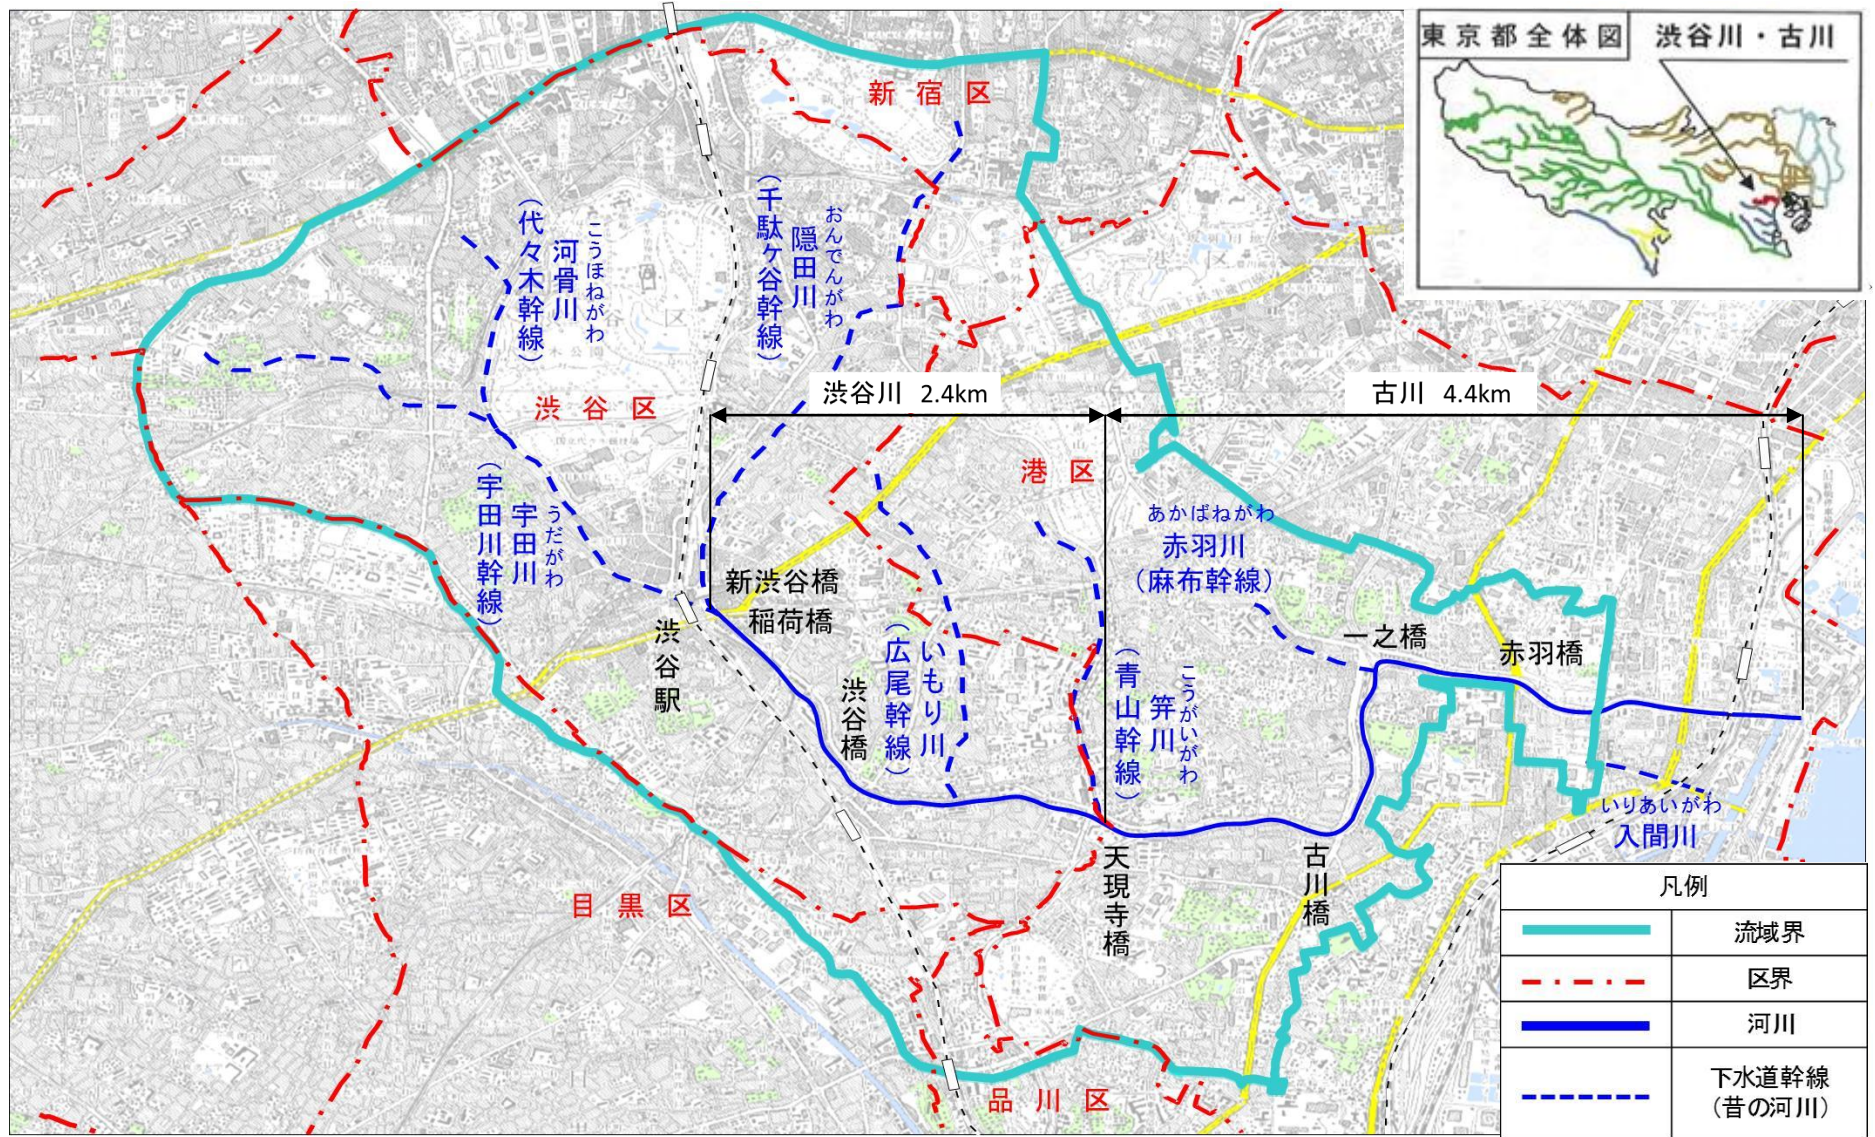 東京都全体図
渋谷川・古川
新宿区
(千駄ヶ谷幹線)
隠田川
おんでんがわ
(代々木幹線)
河骨川
こうほねがわ
渋谷区
渋谷川 2.4km
古川 4.4km
港区
(宇田川幹線)
宇田川
うだがわ
あかばねがわ
赤羽川
(麻布幹線)
新渋谷橋
稲荷橋
渋谷駅
渋谷橋
(広尾幹線)
いもり川
(青山幹線)
笄川
こうがいがわ
一之橋
赤羽橋
いりあいがわ
入間川
天現寺橋
古川橋
目黒区
品川区
凡例
流域界
区界
河川
下水道幹線
(昔の河川)